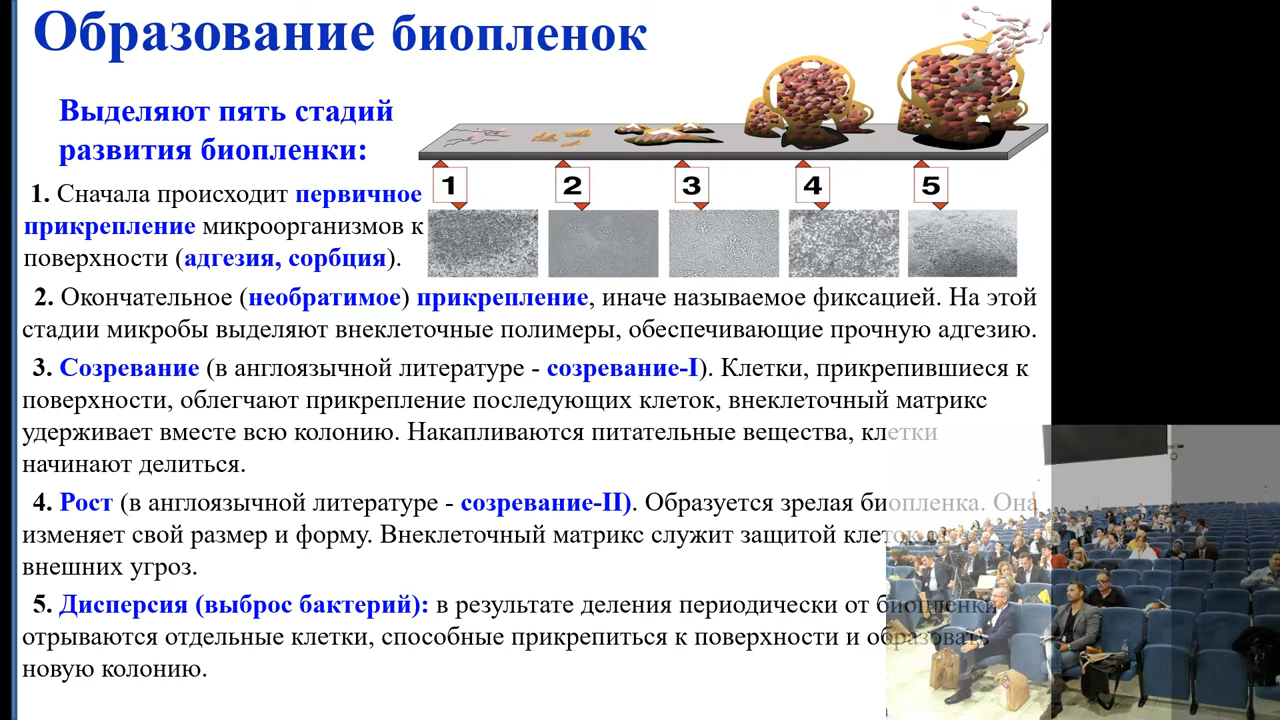 Образование биопленок
Выделяют пять стадий
развития биопленки:
1 2 3 4 5
1. Сначала происходит первичное
прикрепление микроорганизмов к
поверхности (адгезия, сорбция).
2. Окончательное (необратимое) прикрепление, иначе называемое фиксацией. На этой
стадии микробы выделяют внеклеточные полимеры, обеспечивающие прочную адгезию.
3. Созревание (в англоязычной литературе - созревание-I). Клетки, прикрепившиеся к
поверхности, облегчают прикрепление последующих клеток, внеклеточный матрикс
удерживает вместе всю колонию. Накапливаются питательные вещества, клетки
начинают делиться.
4. Рост (в англоязычной литературе - созревание-II). Образуется зрелая биопленка. Она
изменяет свой размер и форму. Внеклеточный матрикс служит защитой клеток от
внешних угроз.
5. Дисперсия (выброс бактерий): в результате деления периодически от биопленки
отрываются отдельные клетки, способные прикрепиться к поверхности и образовать
новую колонию.